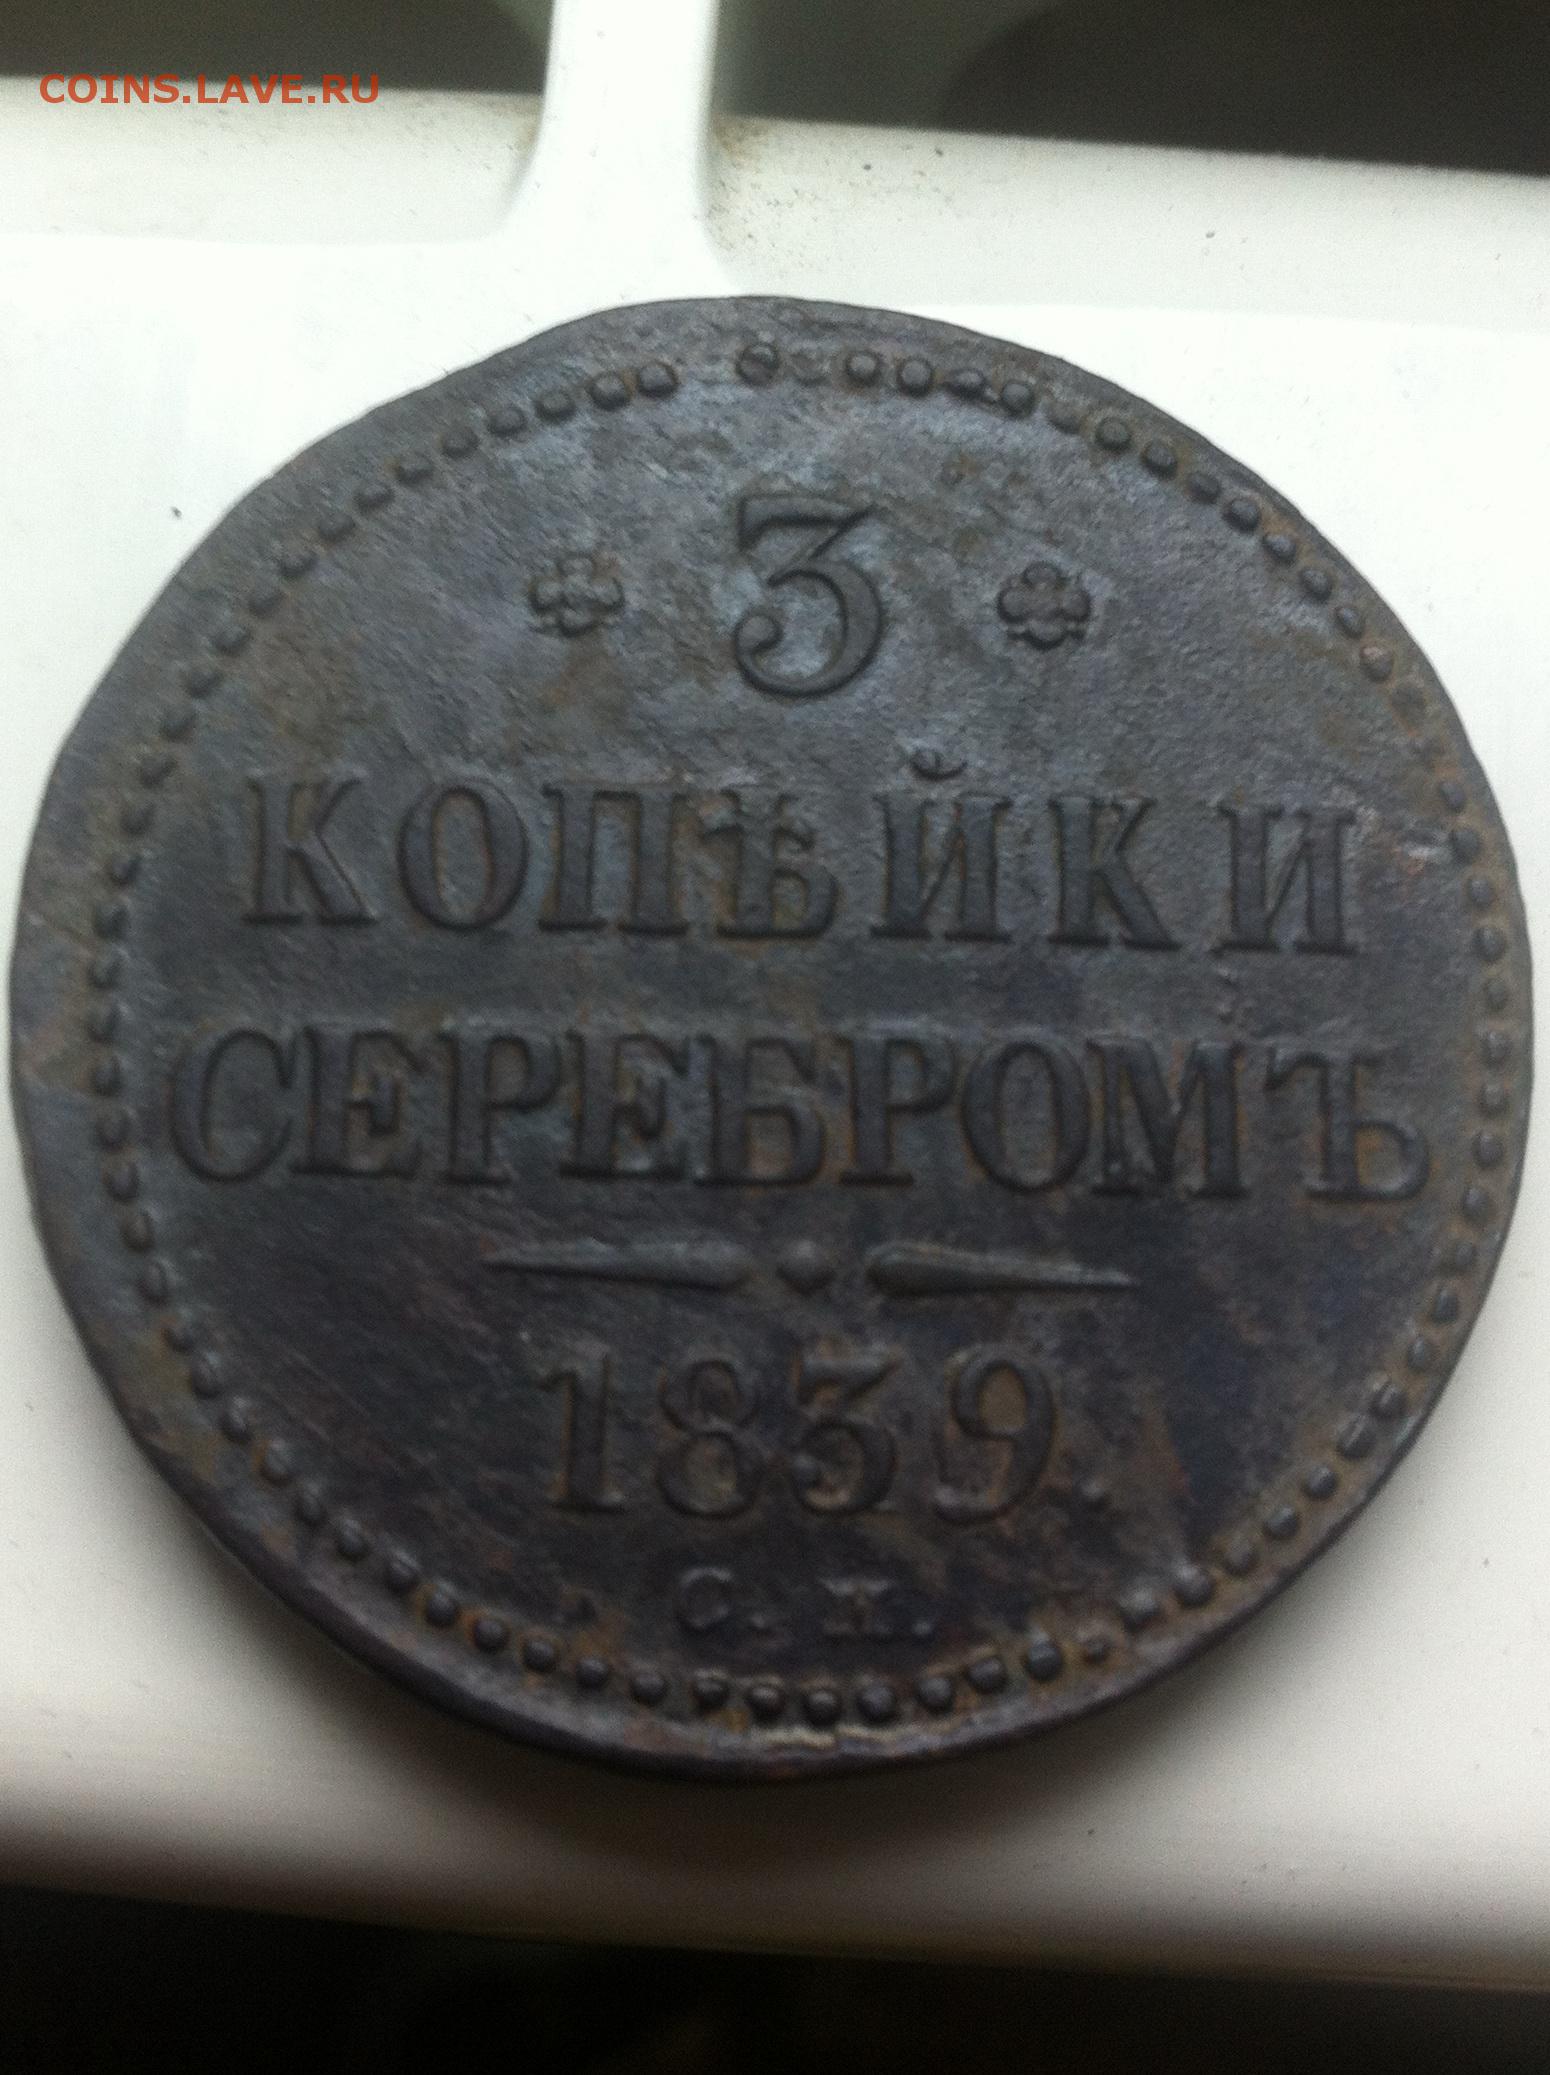 COINS.LAVE.RU
3
КОПѢЙКИ
СЕРЕБРОМЪ
1839.